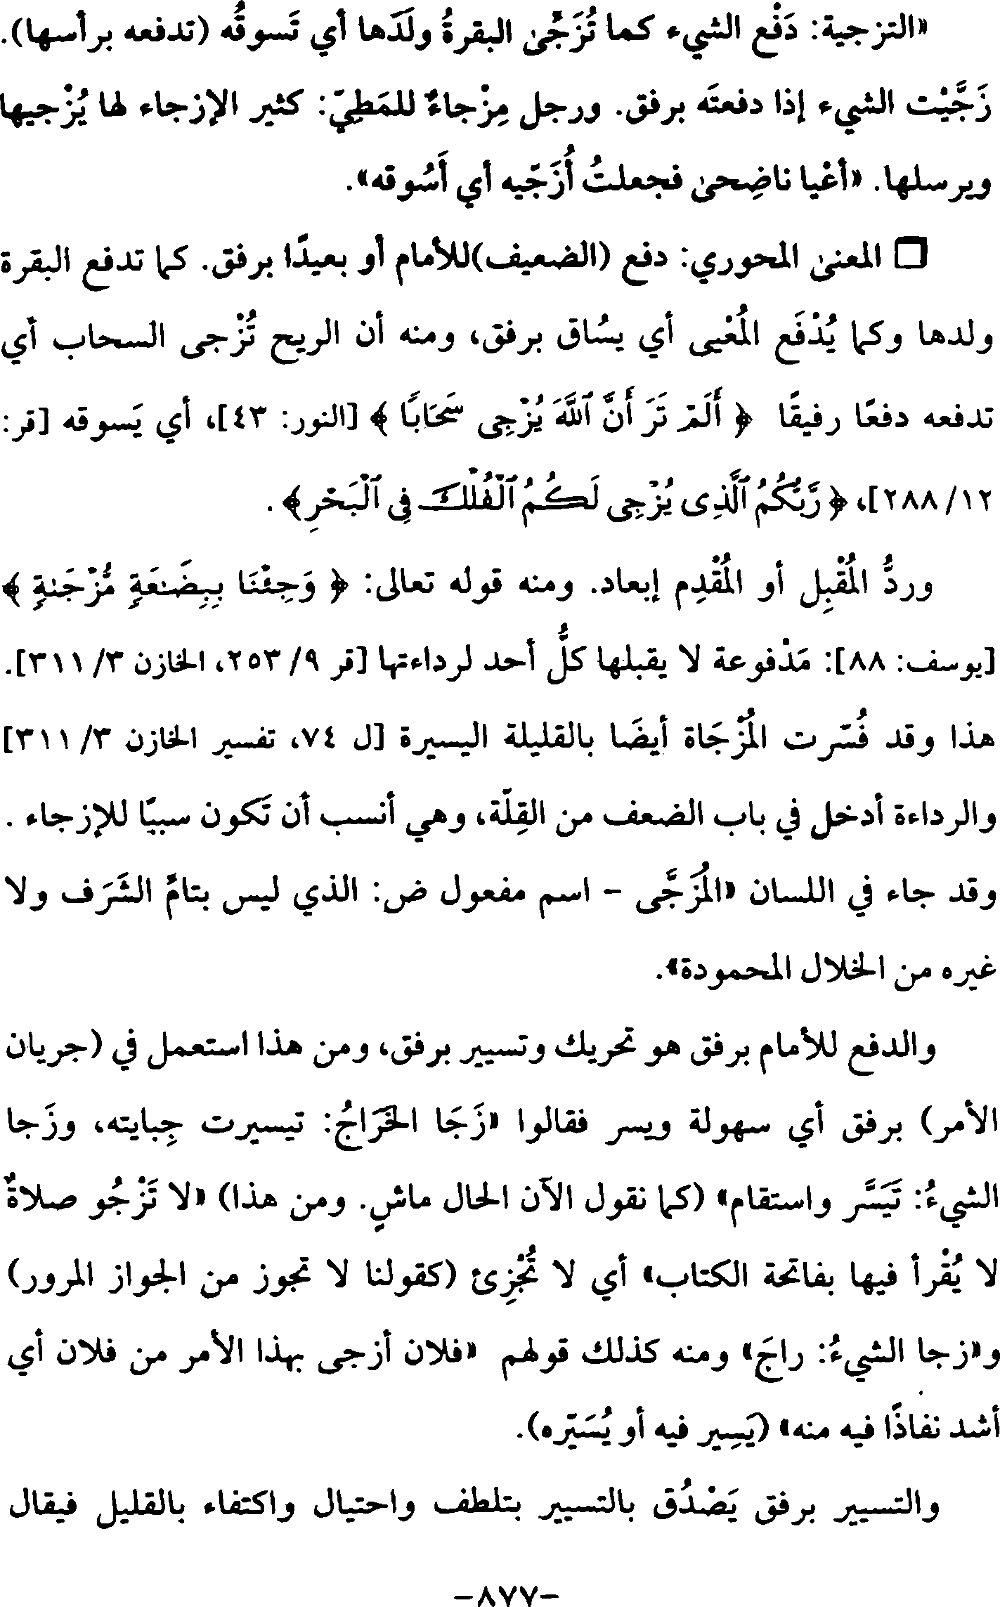 «التزجية: دَفْع الشيء كما تُزَجِّىٰ البقرةُ ولَدَها أي تَسوقُه (تدفعه برأسها).
زَجَّيْت الشيء إذا دفعتَه برفق. ورجل مِزْجاءٌ للمَطِيّ: كثير الإزجاء لها يُزْجيها
ويرسلها. «أعْيا ناضِحىٰ فجعلتُ أُزَجّيه أي أَسُوقه».
❒ المعنىٰ المحوري: دفع (الضعيف)للأمام أو بعيدًا برفق. كما تدفع البقرة
ولدها وكما يُدْفَع المُعْيى أي يسُاق برفق، ومنه أن الريح تُزْجى السحاب أي
تدفعه دفعًا رفيقًا ﴿ أَلَمْ تَرَ أَنَّ ٱللَّهَ يُزْجِى سَحَابًا ﴾ [النور: ٤٣]، أي يَسوقه [قر:
١٢/ ٢٨٨]، ﴿ رَّبُّكُمُ ٱلَّذِى يُزْجِى لَكُمُ ٱلْفُلْكَ فِى ٱلْبَحْرِ ﴾ .
وردُّ المُقْبِل أو المُقْدِم إبعاد. ومنه قوله تعالى: ﴿ وَجِئْنَا بِبِضَـٰعَةٍ مُّزْجَىٰةٍ ﴾
[يوسف: ٨٨]: مَدْفوعة لا يقبلها كلُّ أحد لرداءتها [قر ٩/ ٢٥٣، الخازن ٣/ ٣١١].
هذا وقد فُسّرت المُزْجَاة أيضَا بالقليلة اليسيرة [ل ٧٤، تفسير الخازن ٣/ ٣١١]
والرداءة أدخل في باب الضعف من القِلّة، وهي أنسب أن تَكون سببًا للإزجاء .
وقد جاء في اللسان «المُزَجَّى – اسم مفعول ض: الذي ليس بتامِّ الشَرَف ولا
غيره من الخلال المحمودة».
والدفع للأمام برفق هو تحريك وتسيير برفق، ومن هذا استعمل في (جريان
الأمر) برفق أي سهولة ويسر فقالوا «زَجَا الخَرَاجُ: تيسيرت جِبايته، وزَجا
الشيءُ: تَيَسَّر واستقام» (كما نقول الآن الحال ماشٍ. ومن هذا) «لا تَزْجُو صلاةٌ
لا يُقْرأ فيها بفاتحة الكتاب» أي لا تُجْزِئ (كقولنا لا تجوز من الجواز المرور)
و«زجا الشيءُ: راجَ» ومنه كذلك قولهم «فلان أزجى بهذا الأمر من فلان أي
أشد نفاذًا فيه منه» (يَسِير فيه أو يُسَيّره).
والتسيير برفق يَصْدُق بالتسيير بتلطف واحتيال واكتفاء بالقليل فيقال
–٨٧٧–